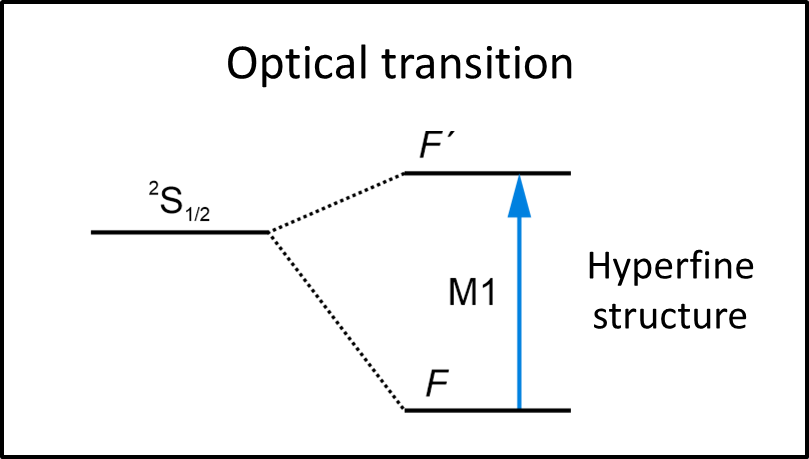 Optical transition
F´
²S₁/₂
M1
Hyperfine
structure
F